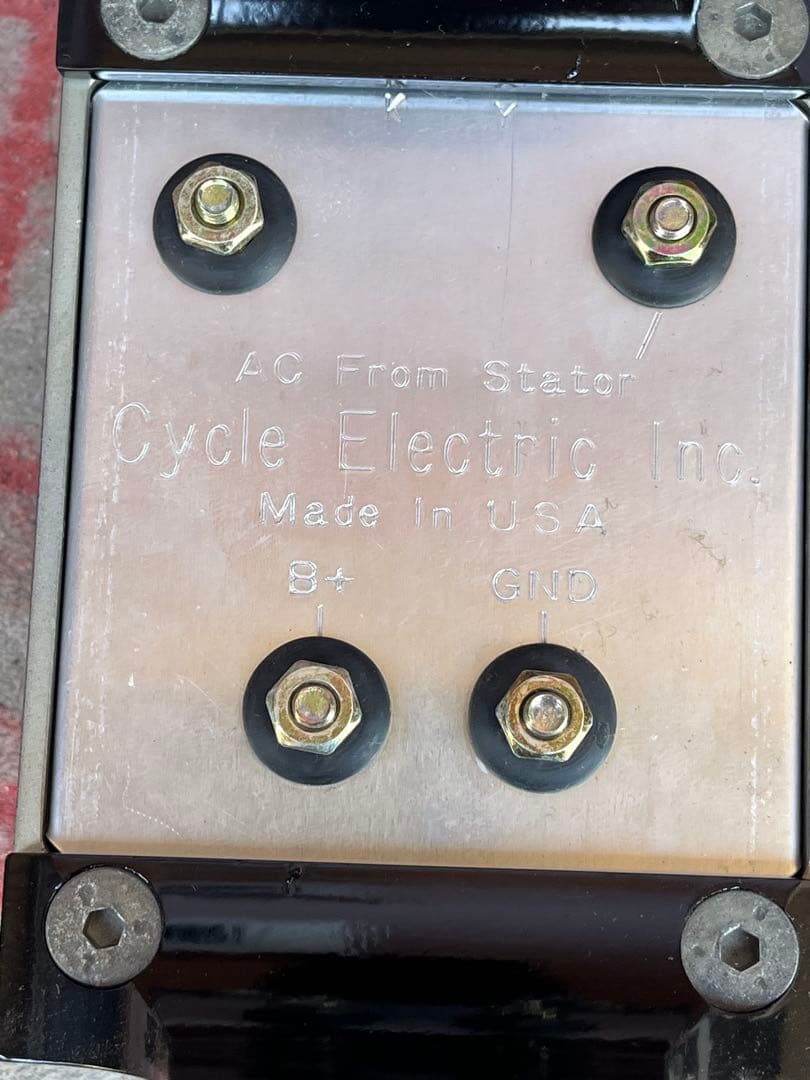 AC From Stator
Cycle Electric Inc.
Made In USA
B+ GND